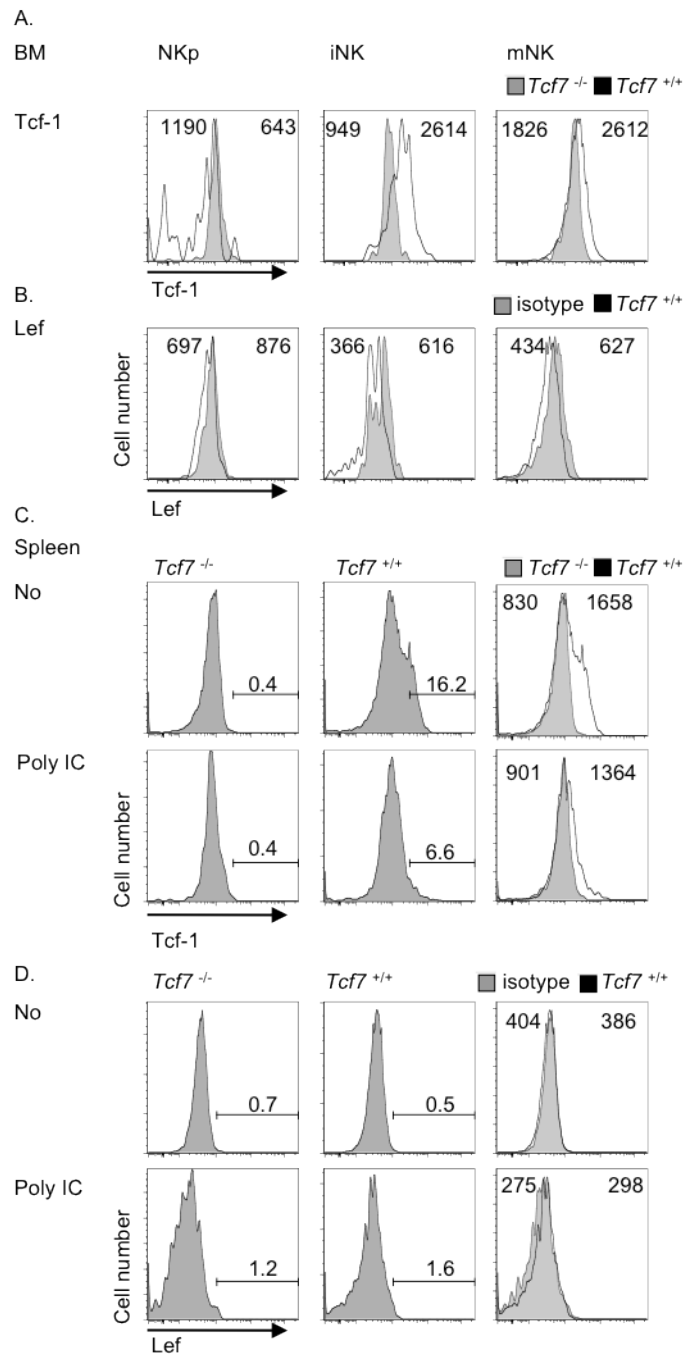 A.
BM NKp iNK mNK
Tcf7 -/- Tcf7 +/+
Tcf-1
1190 643 949 2614 1826 2612
Tcf-1
B.
isotype Tcf7 +/+
Lef
697 876 366 616 434 627
Cell number
Lef
C.
Spleen
Tcf7 -/- Tcf7 +/+ Tcf7 -/- Tcf7 +/+
No
830 1658
0.4 16.2
Poly IC
901 1364
0.4 6.6
Cell number
Tcf-1
D.
Tcf7 -/- Tcf7 +/+ isotype Tcf7 +/+
No
404 386
0.7 0.5
Poly IC
275 298
1.2 1.6
Cell number
Lef